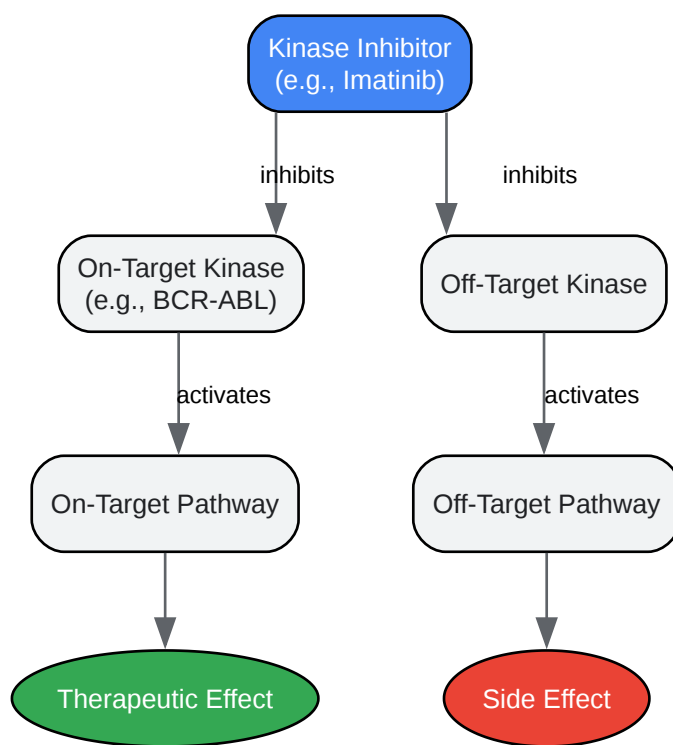 Kinase Inhibitor
(e.g., Imatinib)
inhibits
inhibits
On-Target Kinase
(e.g., BCR-ABL)
Off-Target Kinase
activates
activates
On-Target Pathway
Off-Target Pathway
Therapeutic Effect
Side Effect